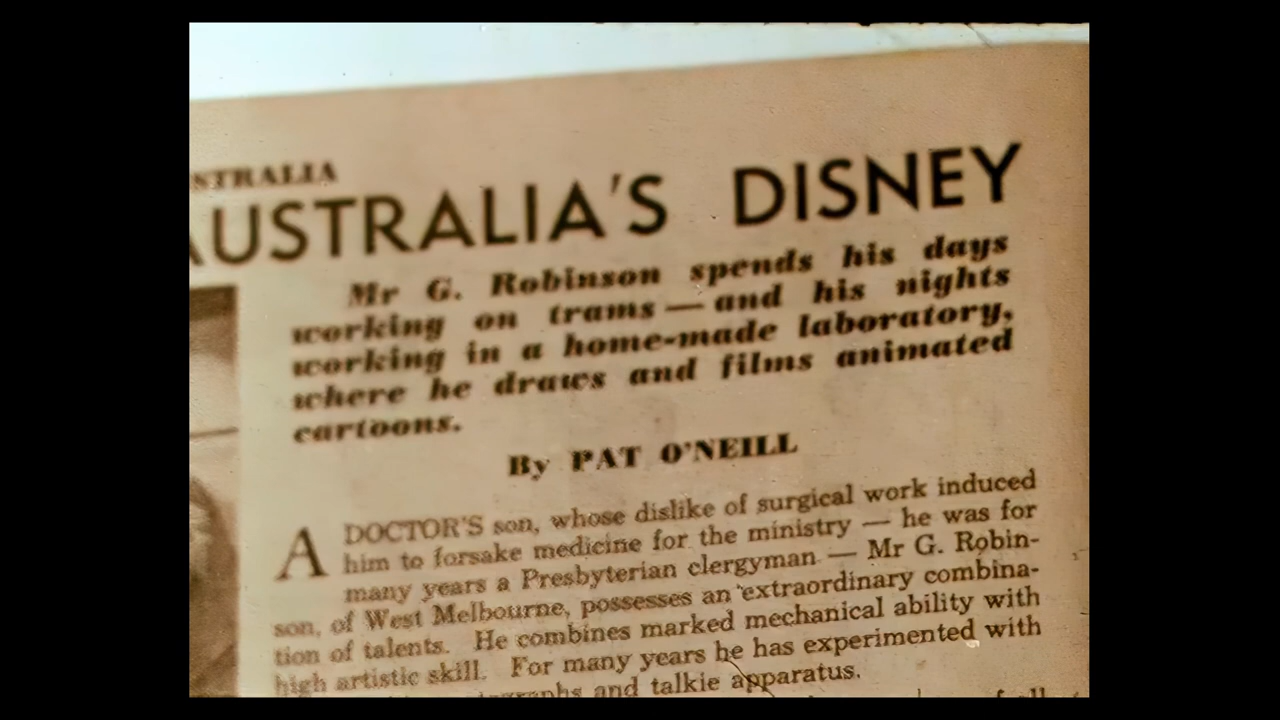 STRALIA
AUSTRALIA'S DISNEY
Mr G. Robinson spends his days
working on trams — and his nights
working in a home-made laboratory,
where he draws and films animated
cartoons.
By PAT O'NEILL
A DOCTOR'S son, whose dislike of surgical work induced
him to forsake medicine for the ministry — he was for
many years a Presbyterian clergyman — Mr G. Robin-
son, of West Melbourne, possesses an extraordinary combina-
tion of talents. He combines marked mechanical ability with
high artistic skill. For many years he has experimented with
and talkie apparatus.